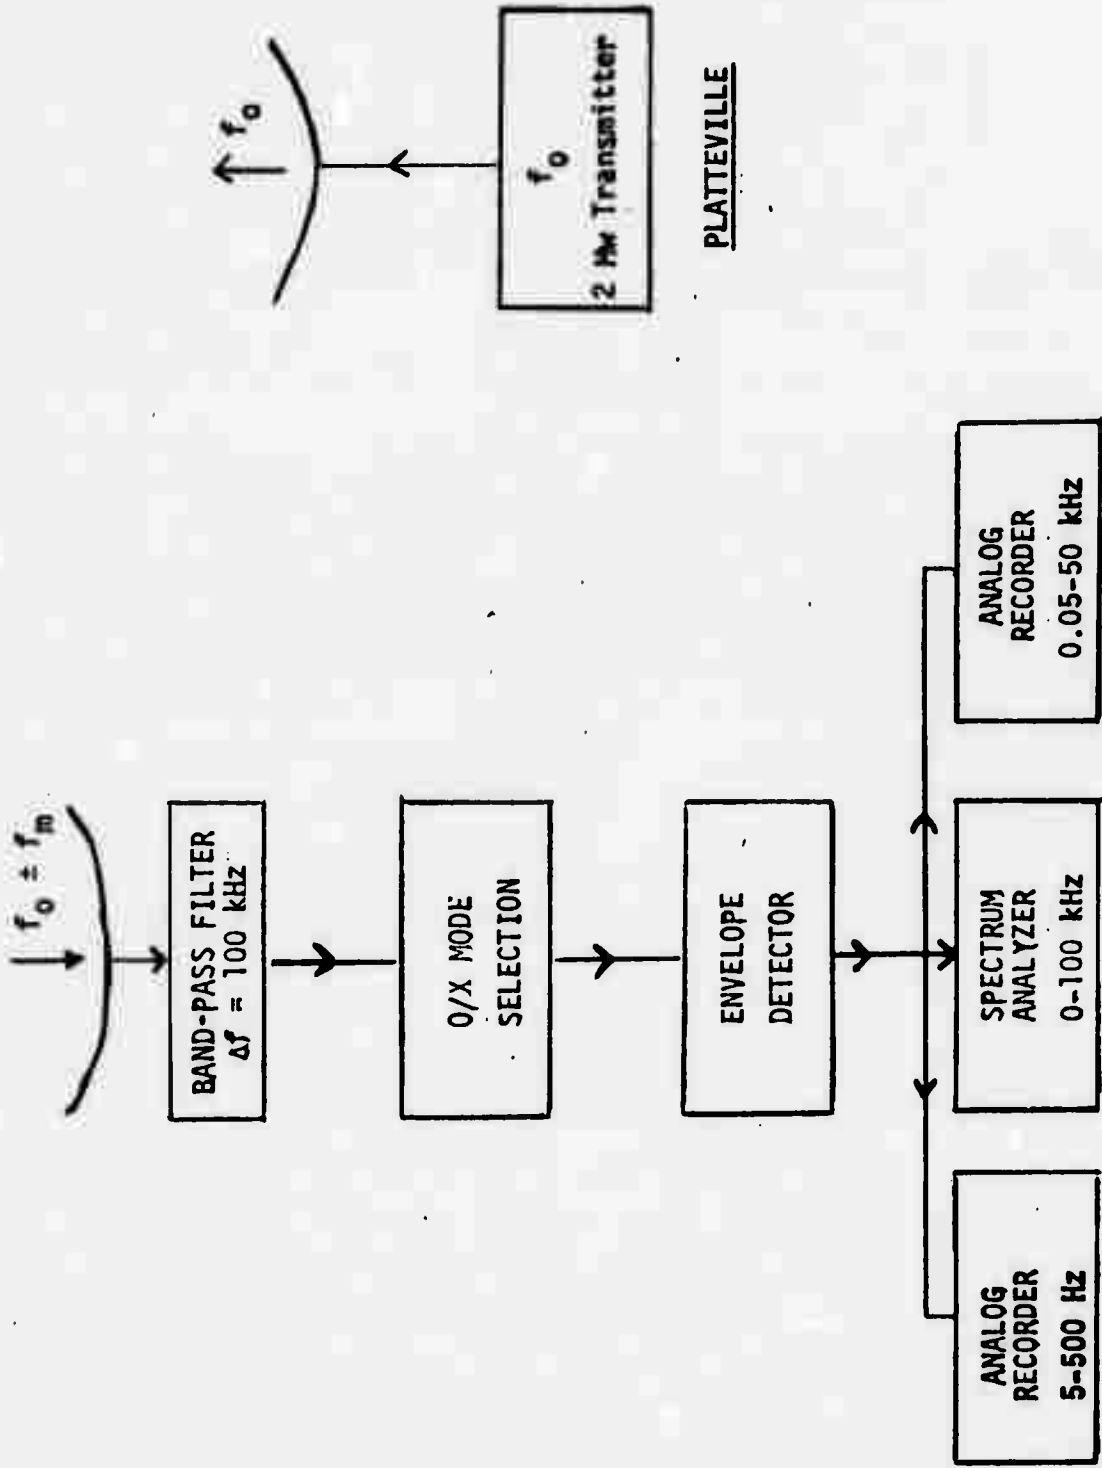 f₀ ± fₘ
BAND-PASS FILTER
Δf = 100 kHz
O/X MODE
SELECTION
ENVELOPE
DETECTOR
ANALOG
RECORDER
5-500 Hz
SPECTRUM
ANALYZER
0-100 kHz
ANALOG
RECORDER
0.05-50 kHz
f₀
f₀
2 Mw Transmitter
PLATTEVILLE